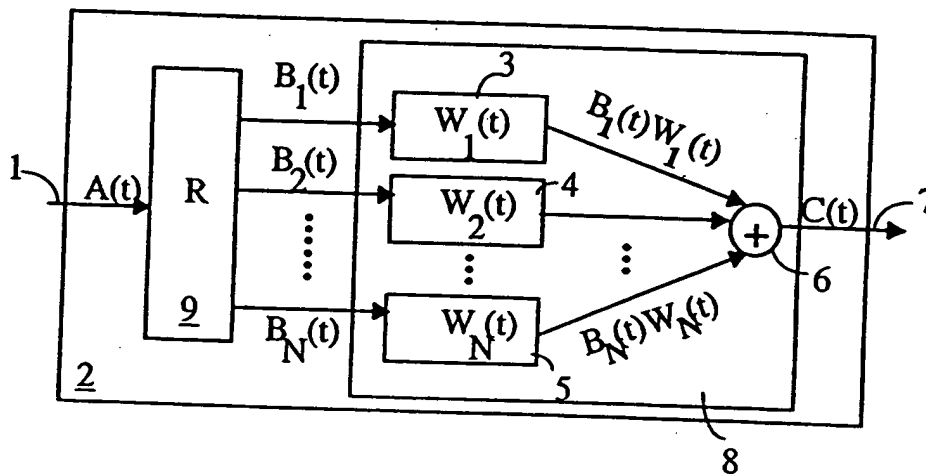 3
B1(t)
W1(t)
B1(t)W1(t)
1
A(t)
R
B2(t)
4
W2(t)
C(t)
7
+
6
9
BN(t)
WN(t)
BN(t)WN(t)
2
5
8